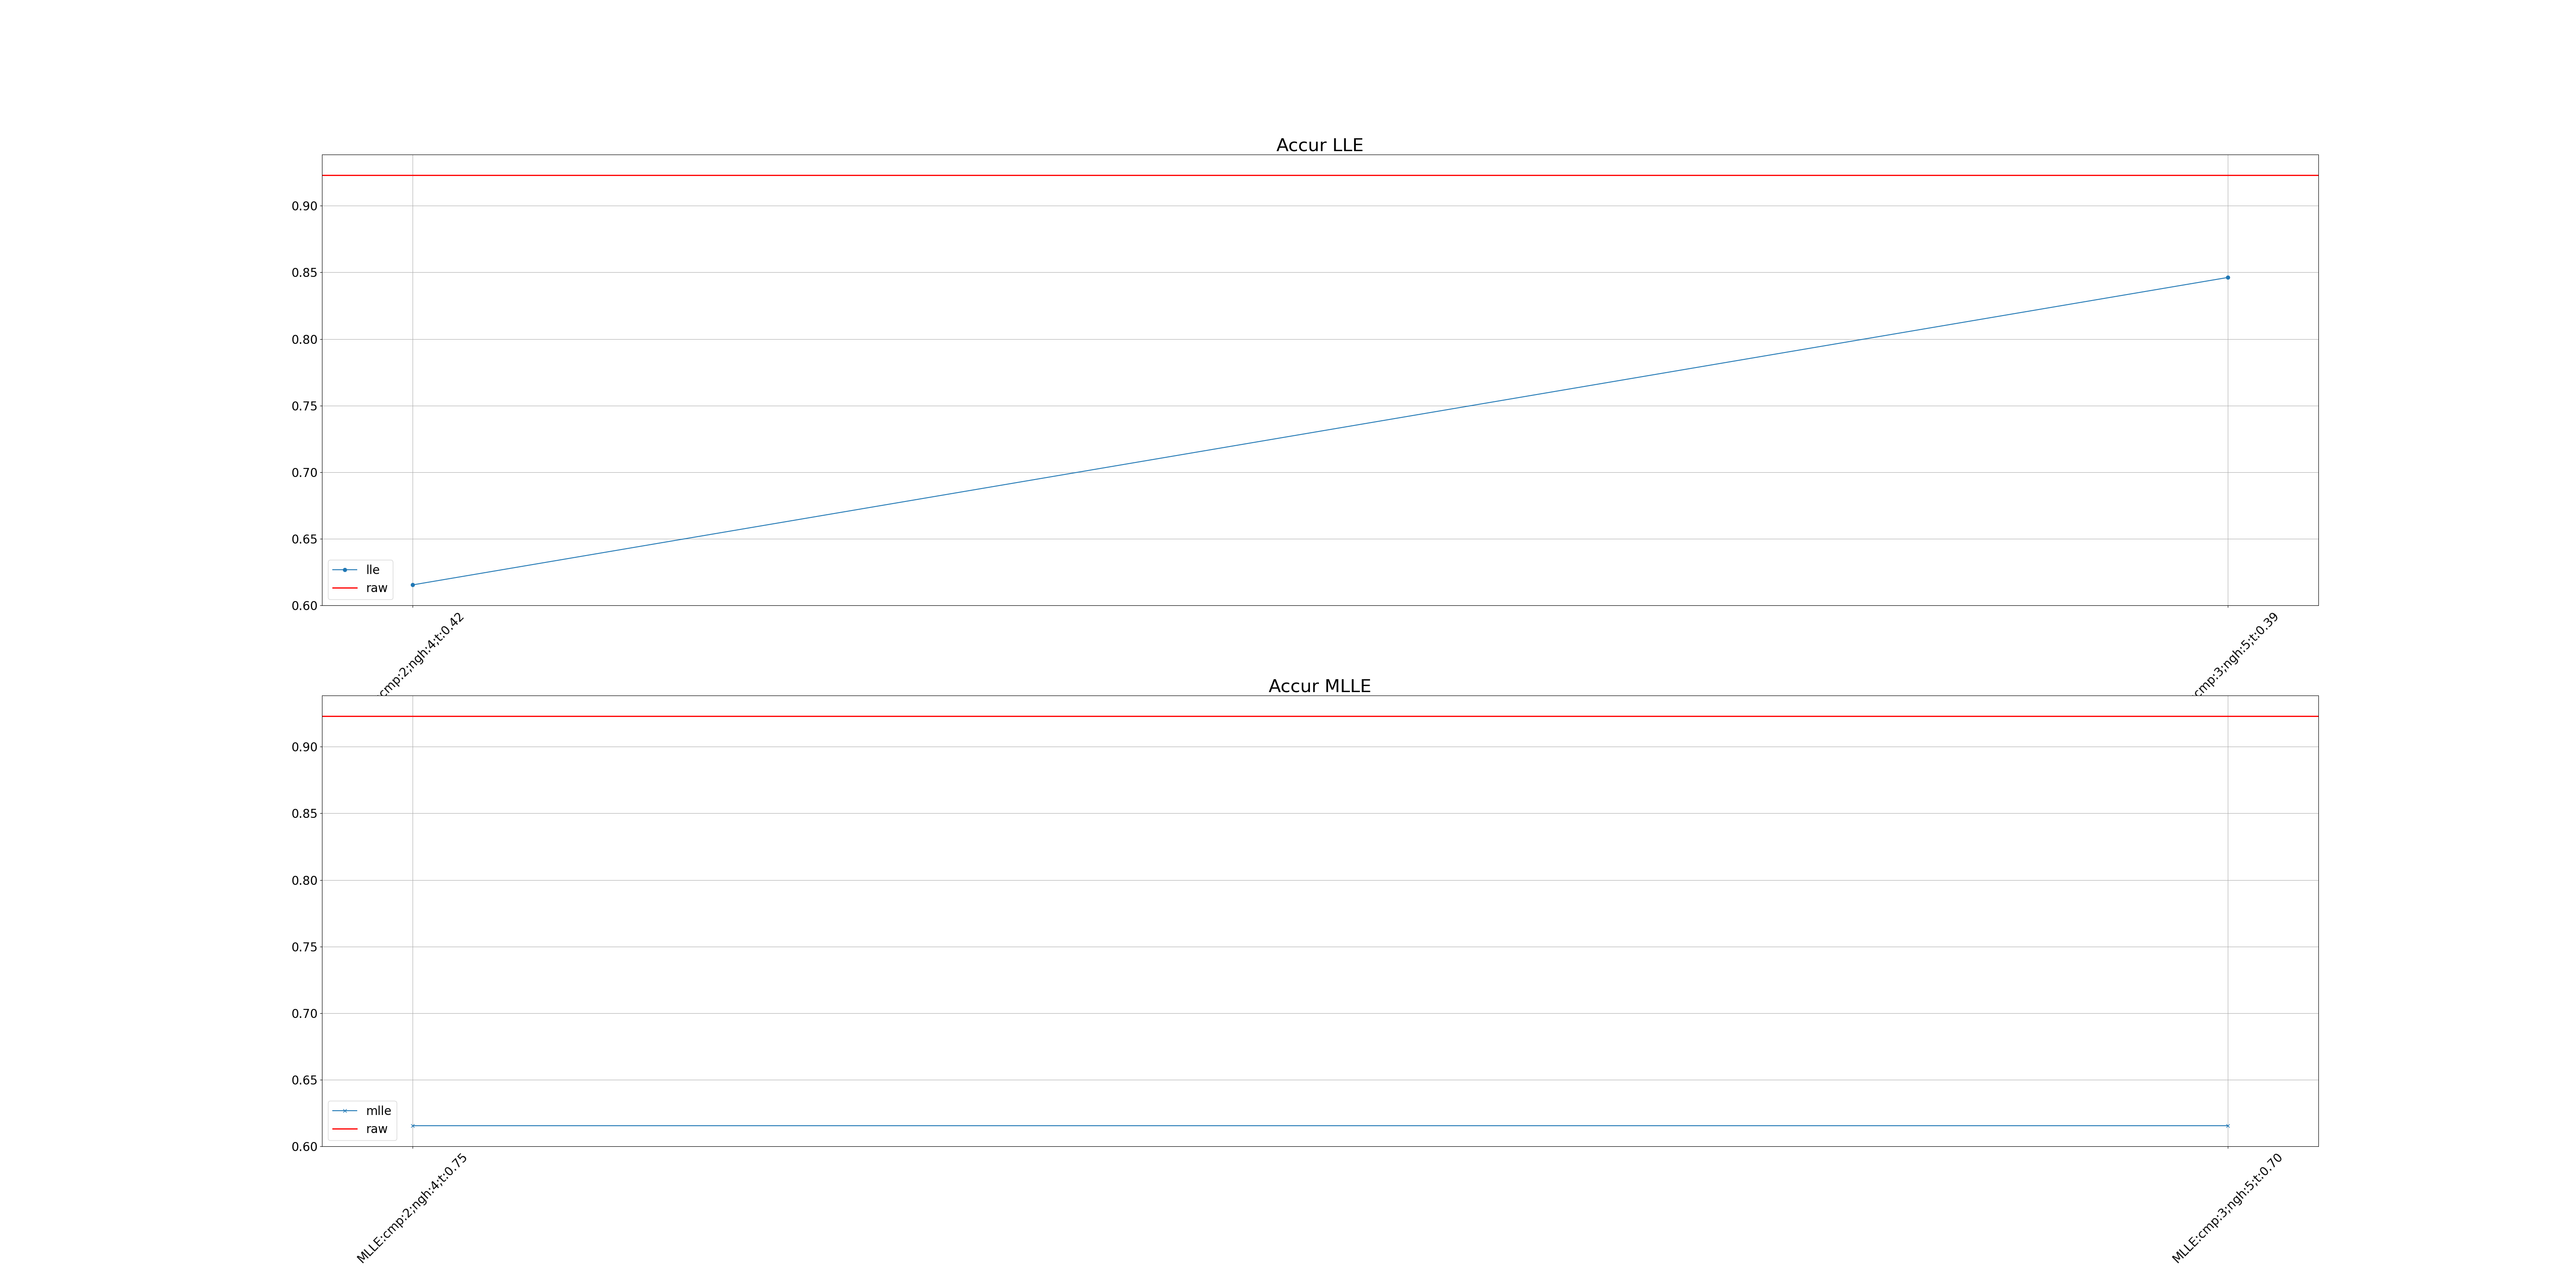 Accur LLE
0.90
0.85
0.80
0.75
0.70
0.65
0.60
lle
raw
cmp:2;ngh:4;t:0.42
cmp:3;ngh:5;t:0.39
Accur MLLE
0.90
0.85
0.80
0.75
0.70
0.65
0.60
mlle
raw
MLLE:cmp:2;ngh:4;t:0.75
MLLE:cmp:3;ngh:5;t:0.70